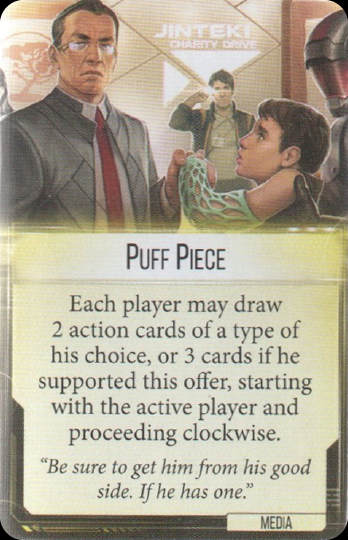 JINTEKI
CHARITY DRIVE
PUFF PIECE
Each player may draw
2 action cards of a type of
his choice, or 3 cards if he
supported this offer, starting
with the active player and
proceeding clockwise.
“Be sure to get him from his good
side. If he has one.”
MEDIA